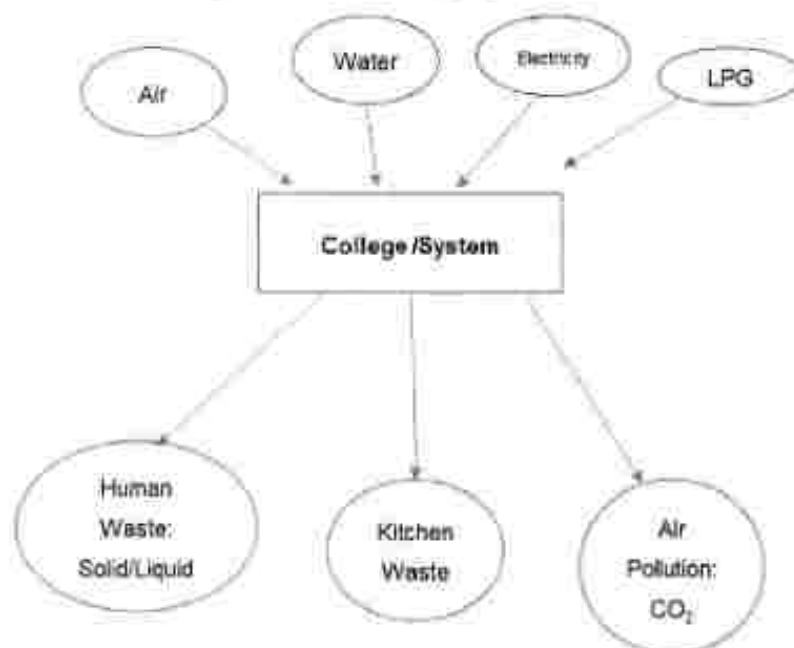 Air
Water
Electricity
LPG
College/System
Human
Waste:
Solid/Liquid
Kitchen
Waste
Air
Pollution:
CO₂